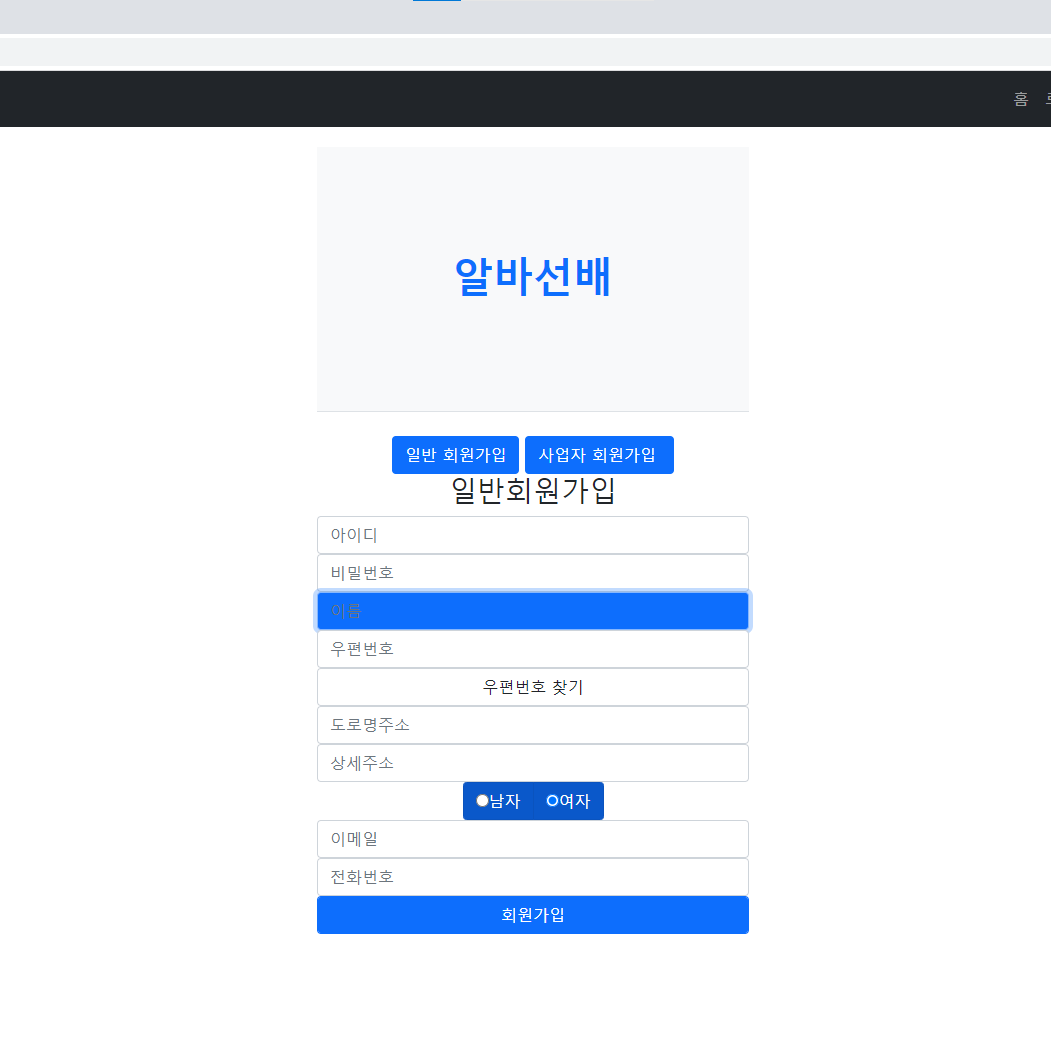 홈
알바선배
일반 회원가입 사업자 회원가입
일반회원가입
아이디
비밀번호
이름
우편번호
우편번호 찾기
도로명주소
상세주소
남자 여자
이메일
전화번호
회원가입